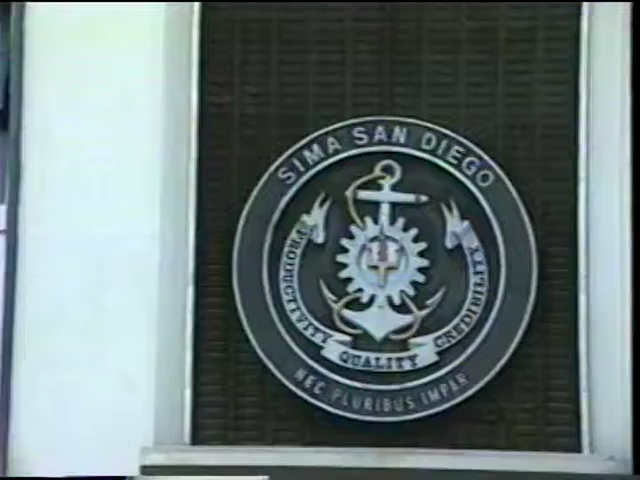 SIMA SAN DIEGO
PRODUCTIVITY
QUALITY
CREDIBILITY
NEC PLURIBUS IMPAR